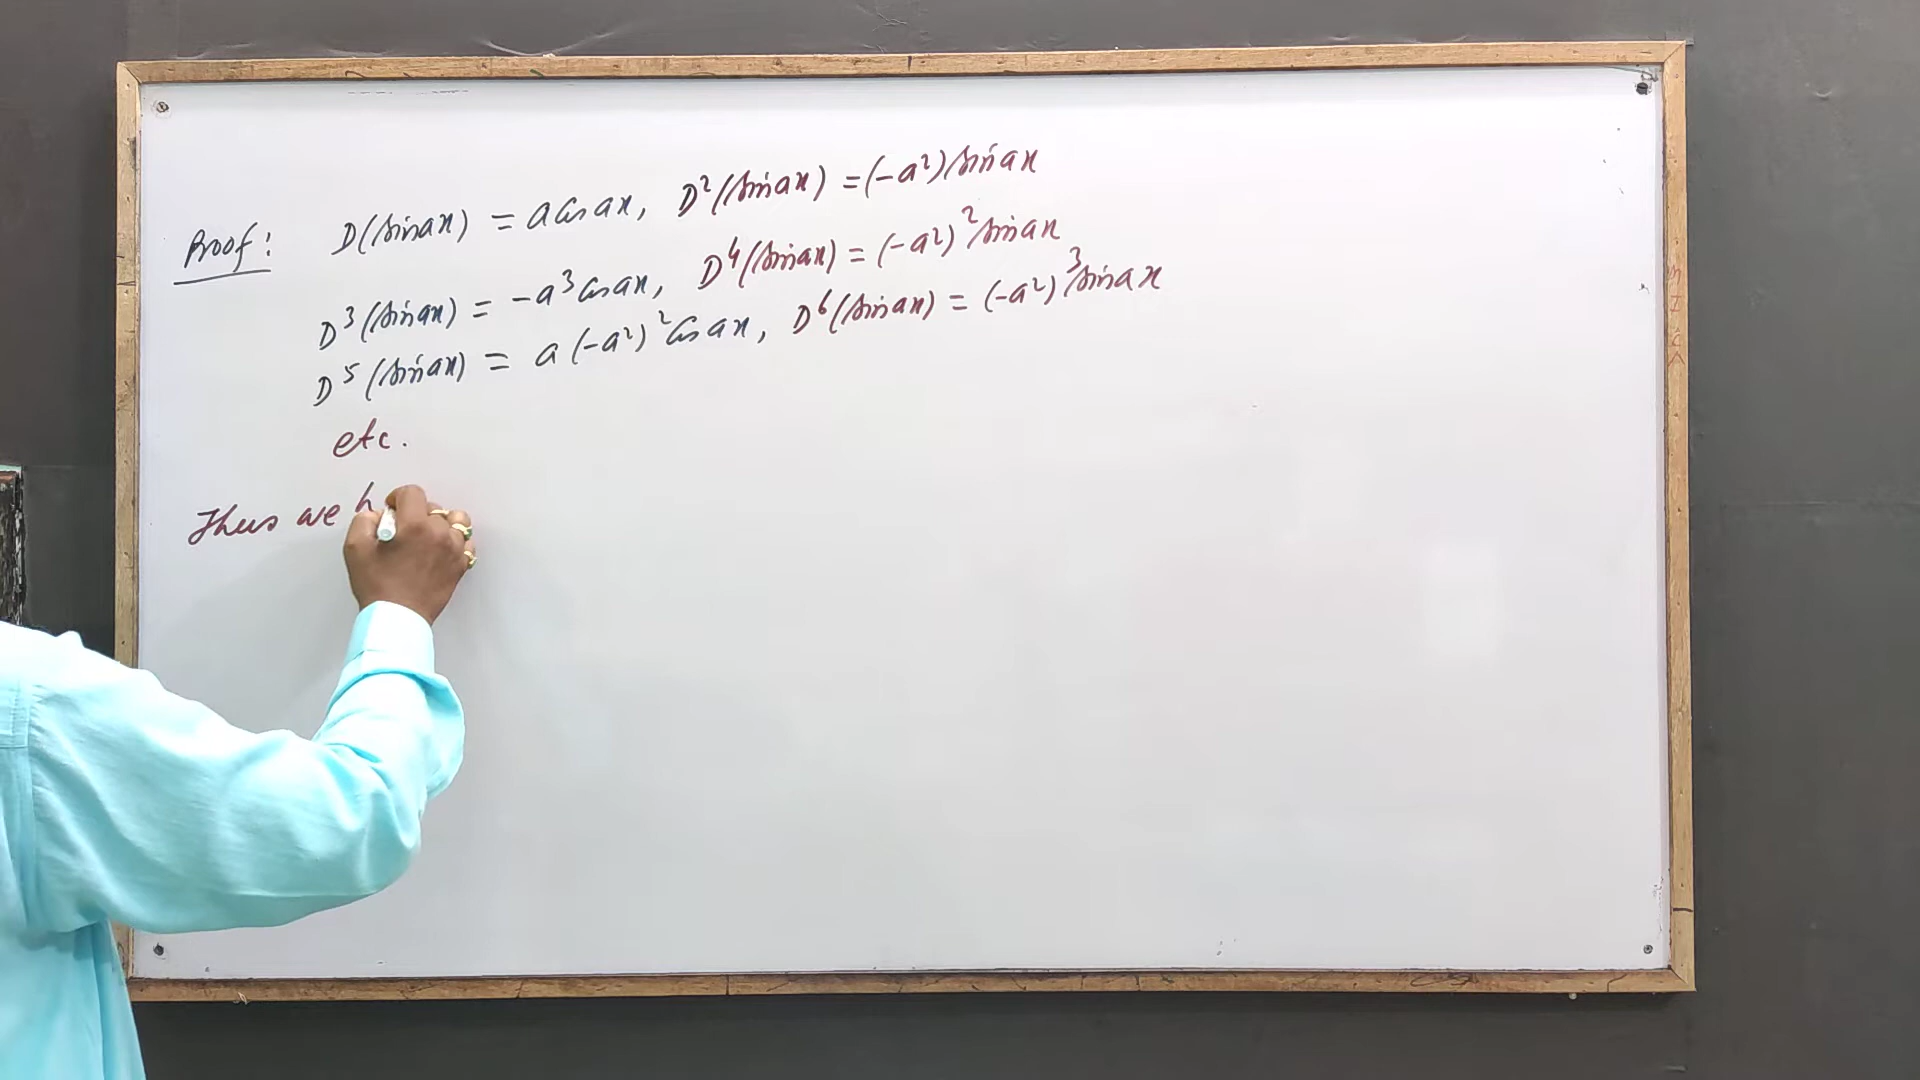 Proof: D(sin ax) = a cos ax, D²(sin ax) = (-a²) sin ax
D³(sin ax) = -a³ cos ax, D⁴(sin ax) = (-a²)² sin ax
D⁵(sin ax) = a(-a²)² cos ax, D⁶(sin ax) = (-a²)³ sin ax
etc.
Thus we h